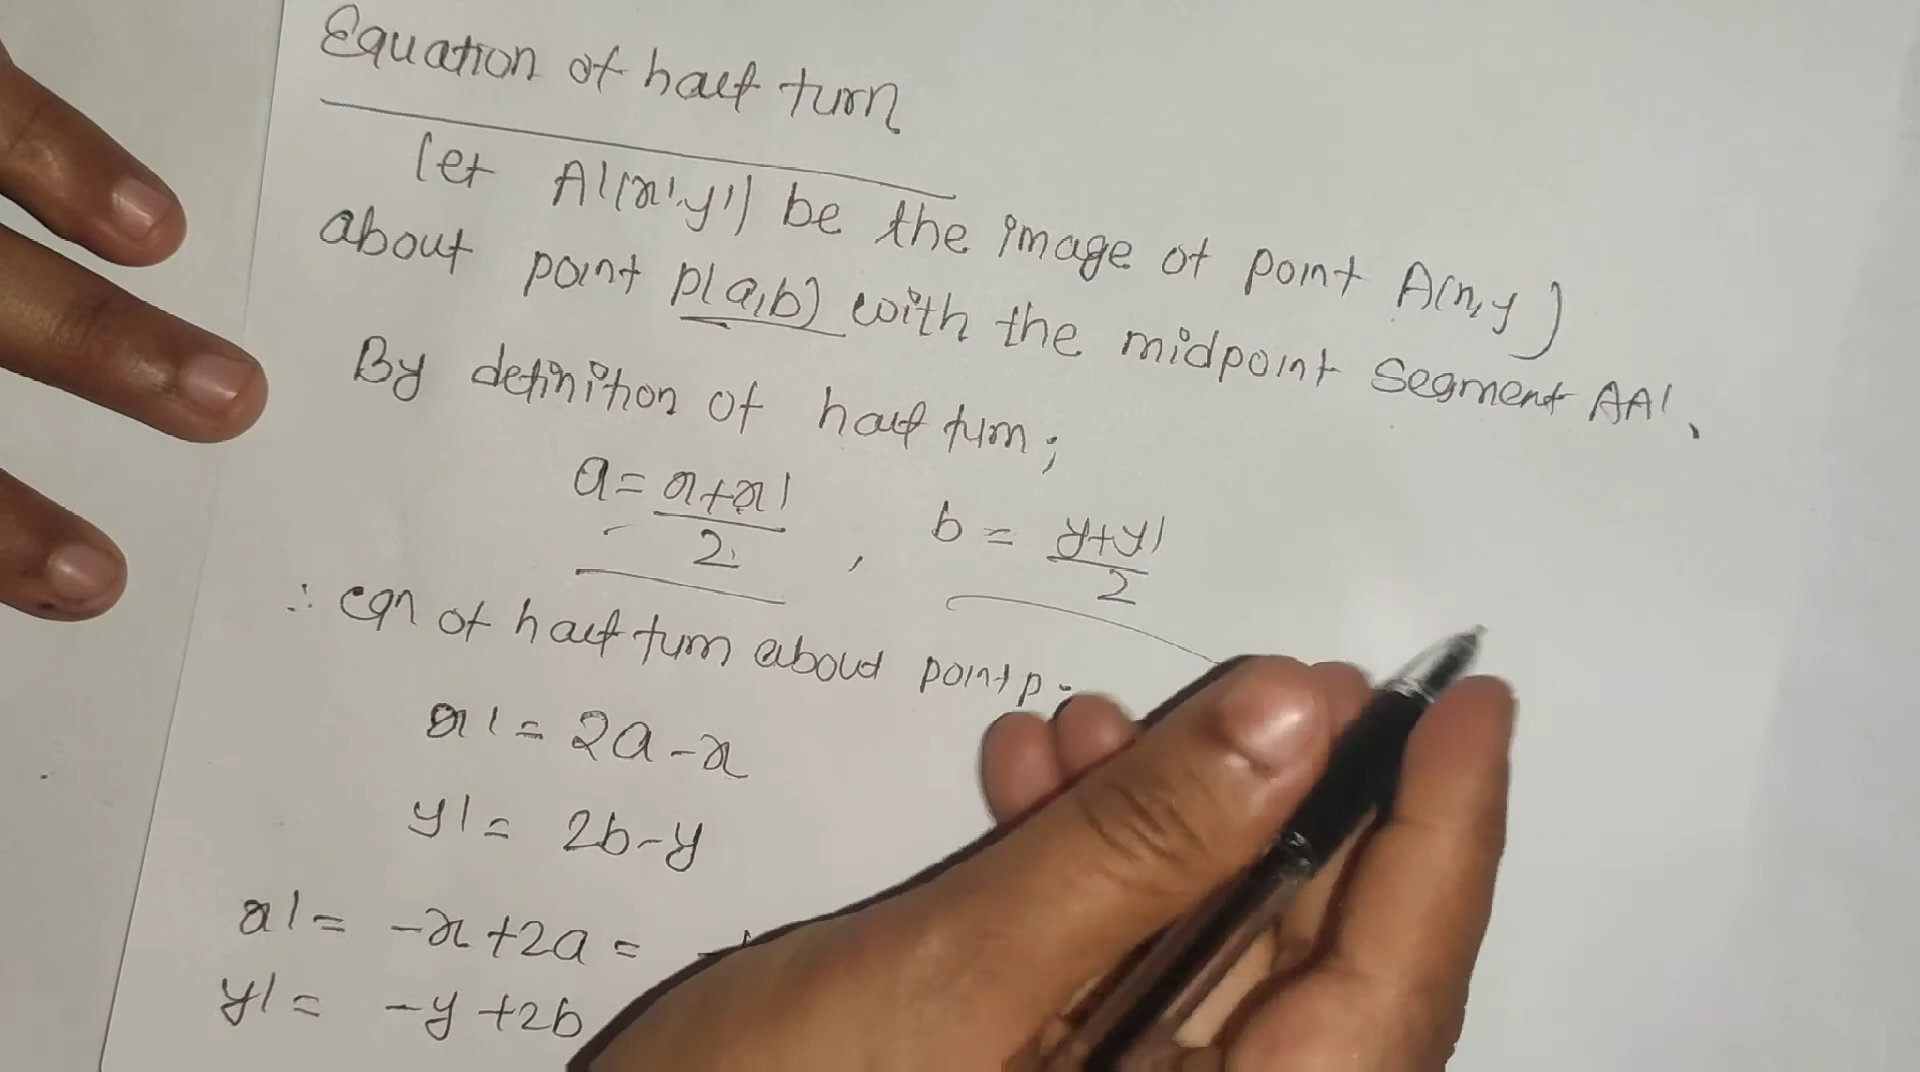 Equation of half turn
let A'(x',y') be the image of point A(x,y)
about point p(a,b) with the midpoint segment AA'.
By definition of half turn;
a = x+x'/2 , b = y+y'/2
∴ eqn of half turn about point p:
x' = 2a-x
y' = 2b-y
x' = -x+2a = -
y' = -y+2b